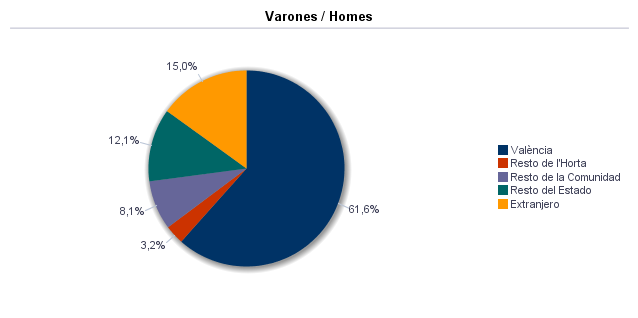 Varones / Homes
15,0%
12,1%
8,1%
3,2%
61,6%
València
Resto de l'Horta
Resto de la Comunidad
Resto del Estado
Extranjero